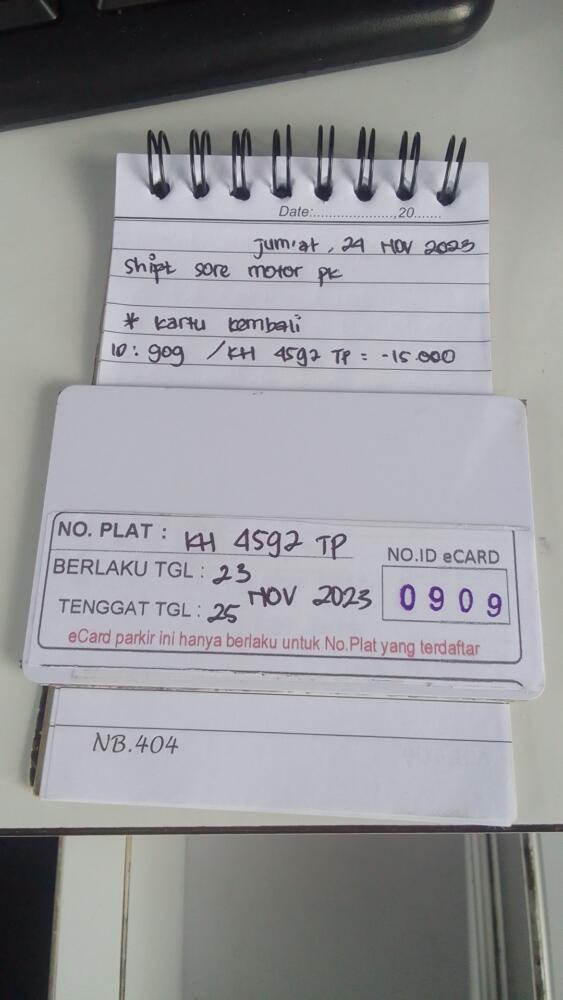 Date:......................,20.......
Jum'at, 24 NOV 2023
Shipt sore motor pk
* kartu kembali
ID: 909 / KH 4592 TP = -15.000
NO. PLAT : KH 4592 TP
BERLAKU TGL : 23 NOV 2023
TENGGAT TGL : 25
NO.ID eCARD
0909
eCard parkir ini hanya berlaku untuk No.Plat yang terdaftar
NB.404